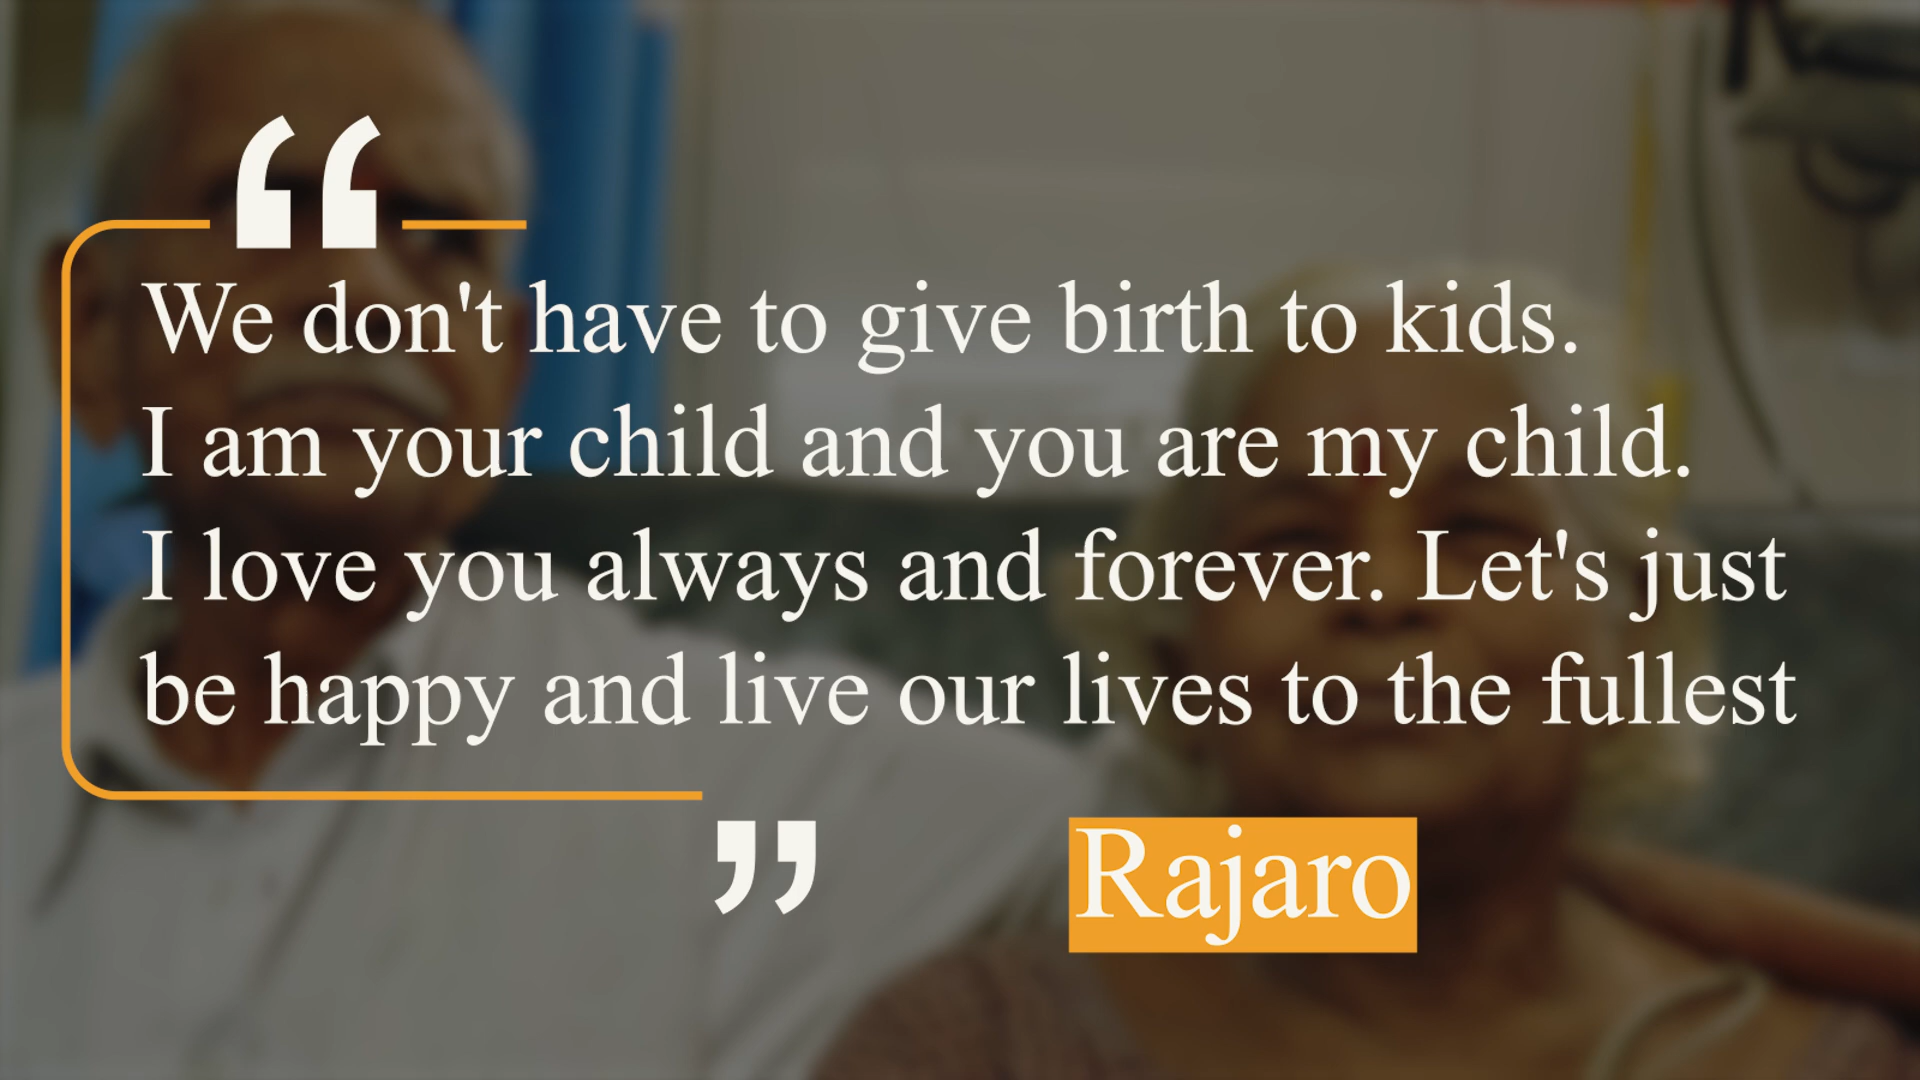 “
We don't have to give birth to kids.
I am your child and you are my child.
I love you always and forever. Let's just
be happy and live our lives to the fullest
”
Rajaro